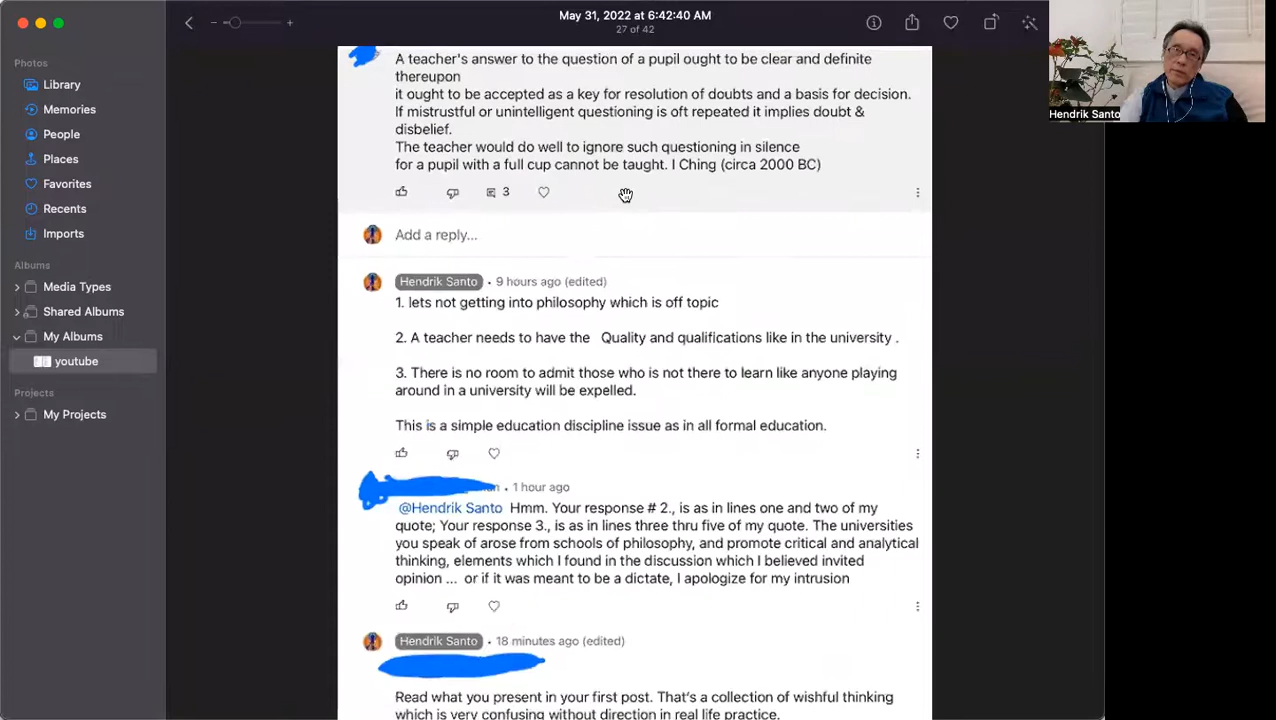 May 31, 2022 at 6:42:40 AM
27 of 42
Photos
Library
Memories
People
Places
Favorites
Recents
Imports
Albums
Media Types
Shared Albums
My Albums
youtube
Projects
My Projects
A teacher's answer to the question of a pupil ought to be clear and definite
thereupon
it ought to be accepted as a key for resolution of doubts and a basis for decision.
If mistrustful or unintelligent questioning is oft repeated it implies doubt &
disbelief.
The teacher would do well to ignore such questioning in silence
for a pupil with a full cup cannot be taught. I Ching (circa 2000 BC)
3
Add a reply...
Hendrik Santo • 9 hours ago (edited)
1. lets not getting into philosophy which is off topic
2. A teacher needs to have the Quality and qualifications like in the university .
3. There is no room to admit those who is not there to learn like anyone playing
around in a university will be expelled.
This is a simple education discipline issue as in all formal education.
• 1 hour ago
@Hendrik Santo Hmm. Your response # 2., is as in lines one and two of my
quote; Your response 3., is as in lines three thru five of my quote. The universities
you speak of arose from schools of philosophy, and promote critical and analytical
thinking, elements which I found in the discussion which I believed invited
opinion ... or if it was meant to be a dictate, I apologize for my intrusion
Hendrik Santo • 18 minutes ago (edited)
Read what you present in your first post. That's a collection of wishful thinking
which is very confusing without direction in real life practice.
Hendrik Santo